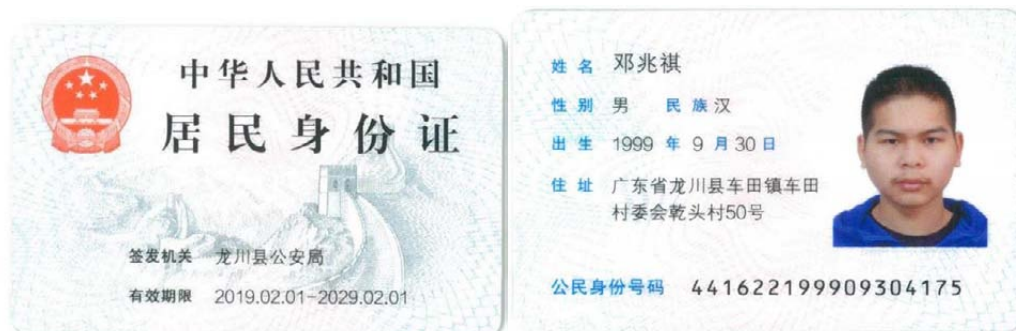 中华人民共和国
居民身份证
签发机关 龙川县公安局
有效期限 2019.02.01-2029.02.01
姓名 邓兆祺
性别 男 民族 汉
出生 1999 年 9 月 30 日
住址 广东省龙川县车田镇车田
村委会乾头村50号
公民身份号码 441622199909304175